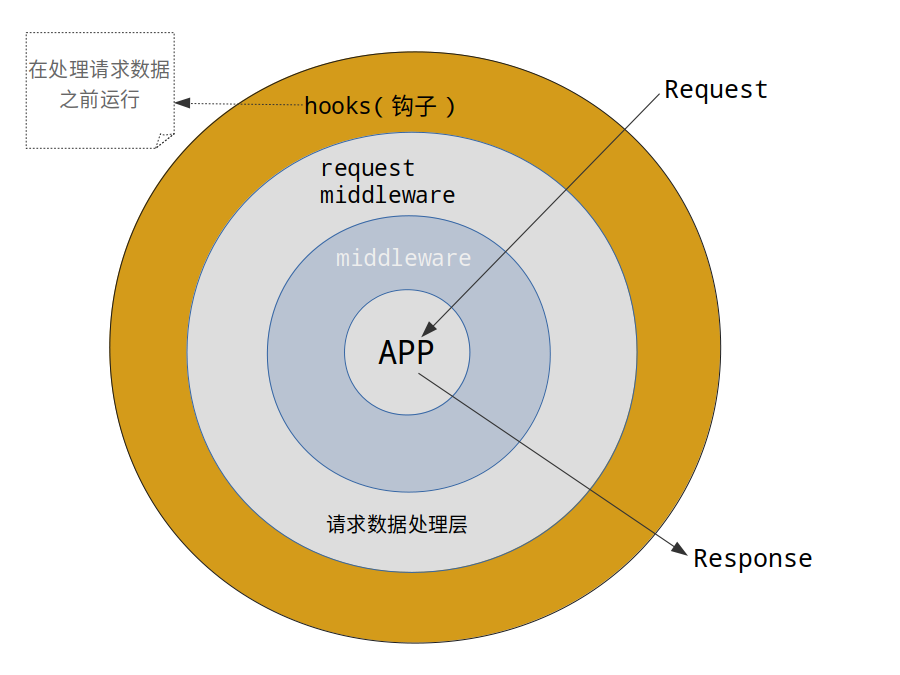 在处理请求数据
之前运行
hooks( 钩子 )
Request
request
middleware
middleware
APP
请求数据处理层
Response